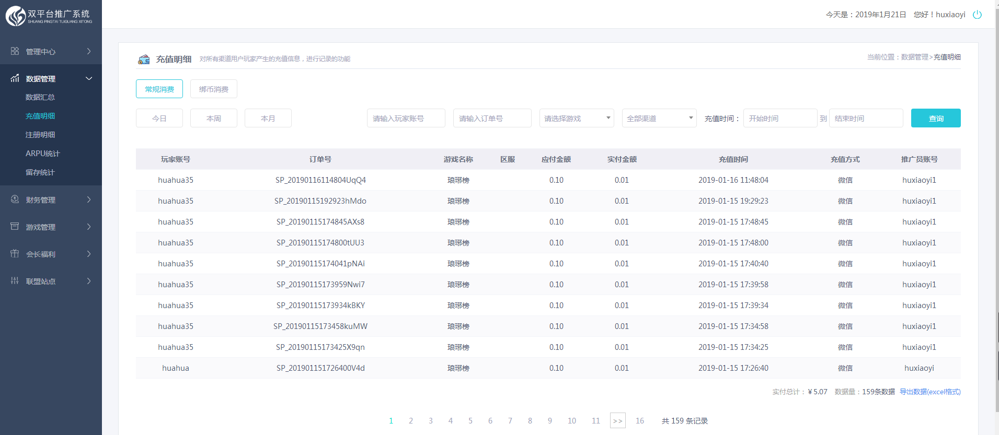 双平台推广系统
SHUANG PINGTAI TUIGUANG XITONG
今天是：2019年1月21日 您好！huxiaoyi
管理中心
数据管理
数据汇总
充值明细
注册明细
ARPU统计
留存统计
财务管理
游戏管理
会长福利
联盟站点
充值明细 对所有渠道用户玩家产生的充值信息，进行记录的功能
当前位置：数据管理>充值明细
常规消费 绑币消费
今日 本周 本月 请输入玩家账号 请输入订单号 请选择游戏 全部渠道 充值时间： 开始时间 到 结束时间 查询
玩家账号 订单号 游戏名称 区服 应付金额 实付金额 充值时间 充值方式 推广员账号
huahua35 SP_20190116114804UqQ4 琅琊榜 0.10 0.01 2019-01-16 11:48:04 微信 huxiaoyi1
huahua35 SP_20190115192923hMdo 琅琊榜 0.10 0.01 2019-01-15 19:29:23 微信 huxiaoyi1
huahua35 SP_20190115174845AXs8 琅琊榜 0.10 0.01 2019-01-15 17:48:45 微信 huxiaoyi1
huahua35 SP_20190115174800tUU3 琅琊榜 0.10 0.01 2019-01-15 17:48:00 微信 huxiaoyi1
huahua35 SP_20190115174041pNAi 琅琊榜 0.10 0.01 2019-01-15 17:40:40 微信 huxiaoyi1
huahua35 SP_20190115173959Nwi7 琅琊榜 0.10 0.01 2019-01-15 17:39:58 微信 huxiaoyi1
huahua35 SP_20190115173934kBKY 琅琊榜 0.10 0.01 2019-01-15 17:39:34 微信 huxiaoyi1
huahua35 SP_20190115173458kuMW 琅琊榜 0.10 0.01 2019-01-15 17:34:58 微信 huxiaoyi1
huahua35 SP_20190115173425X9qn 琅琊榜 0.10 0.01 2019-01-15 17:34:25 微信 huxiaoyi1
huahua SP_201901151726400V4d 琅琊榜 0.10 0.01 2019-01-15 17:26:40 微信 huxiaoyi
实付总计：￥5.07 数据量：159条数据 导出数据(excel格式)
1 2 3 4 5 6 7 8 9 10 11 >> 16 共 159 条记录